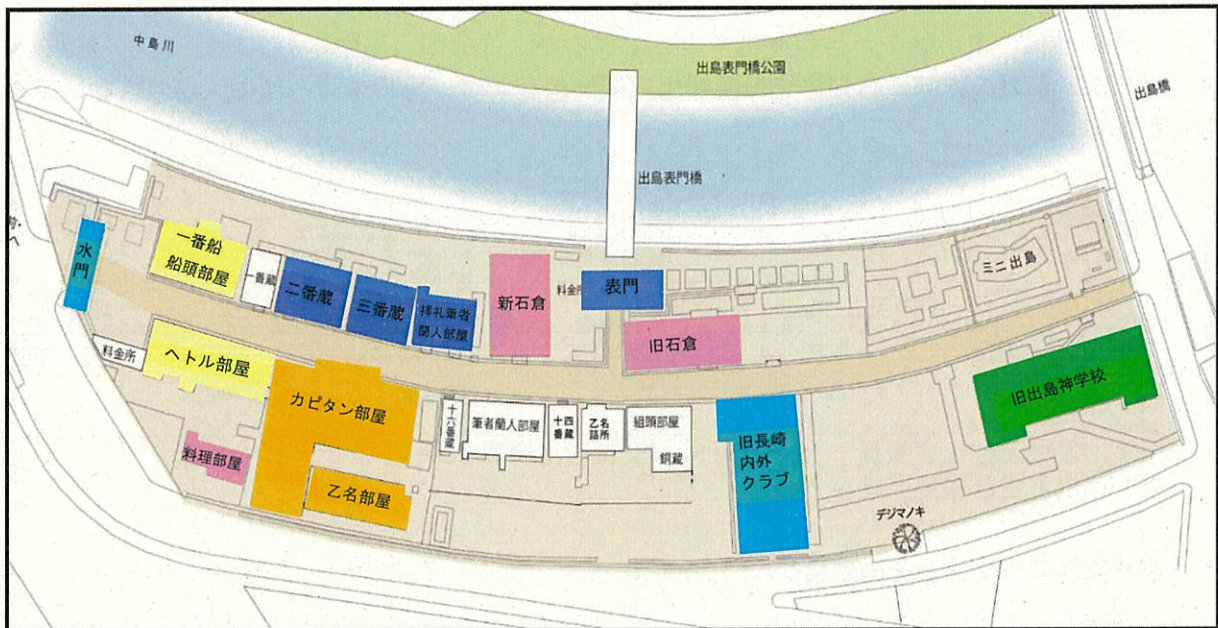 中島川
出島表門橋公園
出島橋
出島表門橋
水門
一番船
船頭部屋
一番蔵
二番蔵
三番蔵
拝礼筆者
蘭人部屋
新石倉
料金所
表門
旧石倉
ミニ出島
料金所
ヘトル部屋
カピタン部屋
料理部屋
乙名部屋
十六番蔵
筆者蘭人部屋
十四番蔵
乙名
詰所
組頭部屋
銅蔵
旧長崎
内外
クラブ
旧出島神学校
デジマノキ